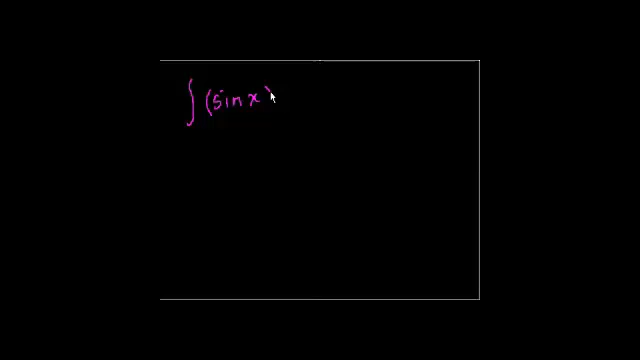 ∫ (sin x)